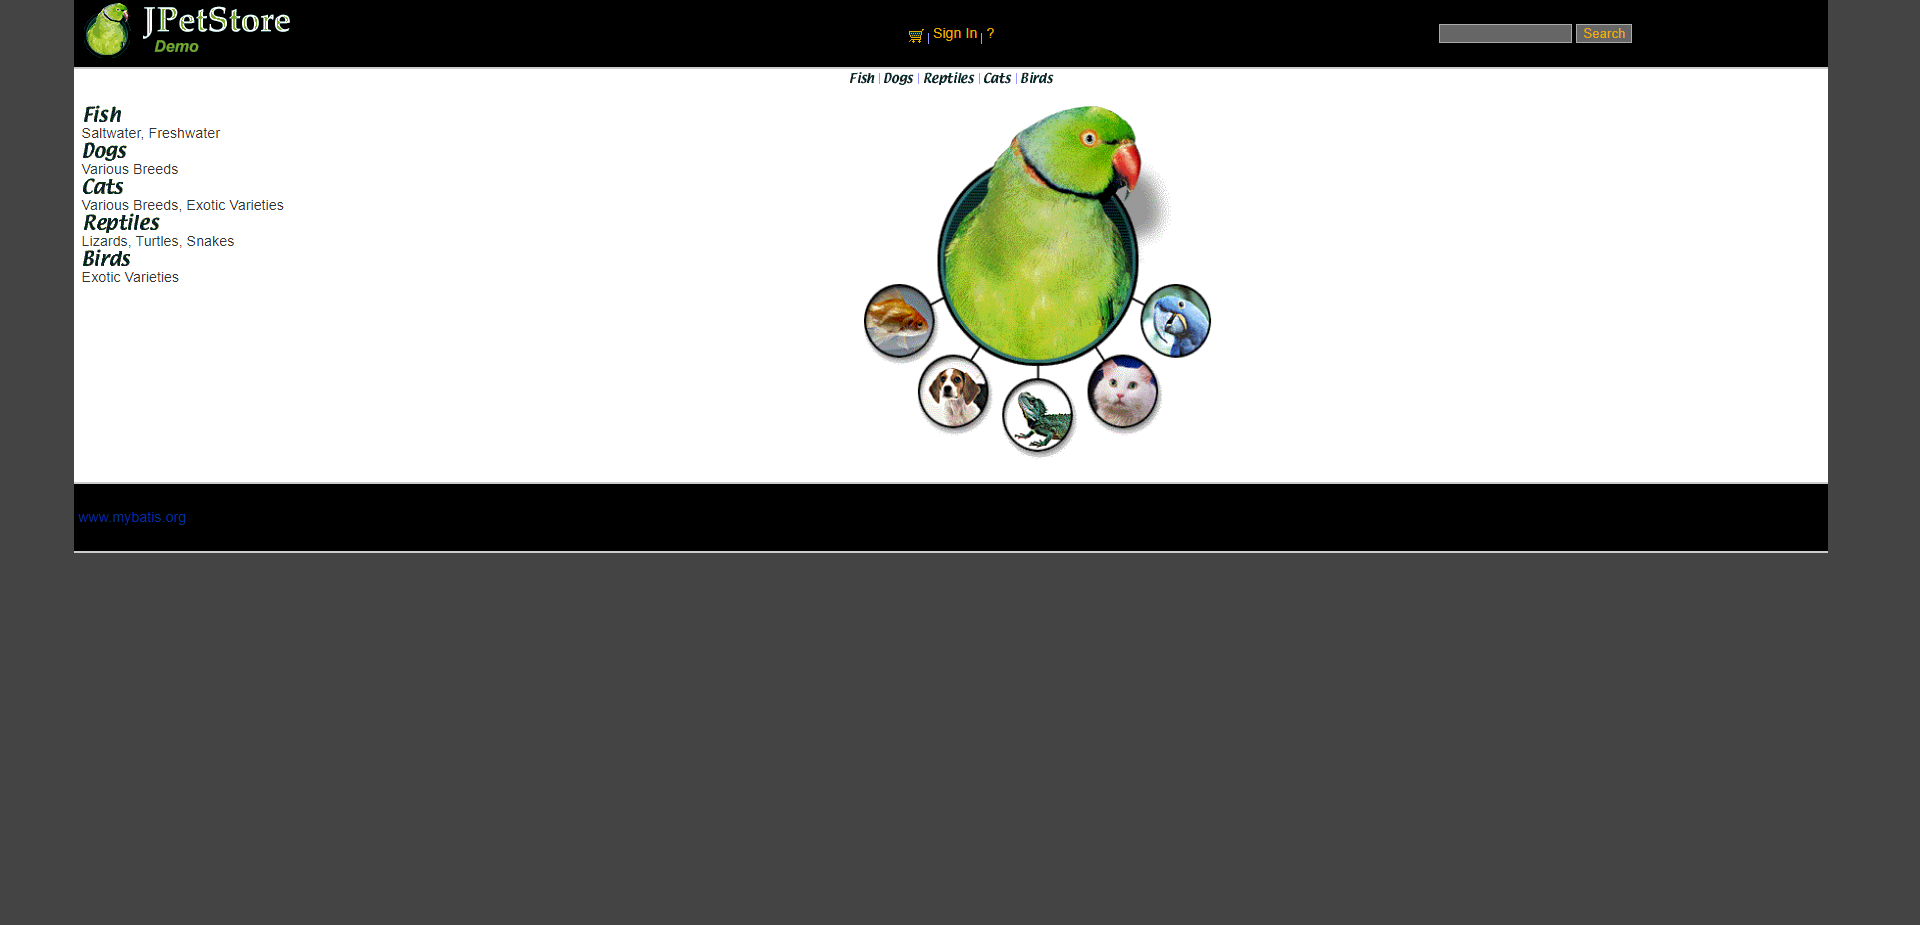 JPetStore
Demo
Sign In ?
Search
Fish Dogs Reptiles Cats Birds
Fish
Saltwater, Freshwater
Dogs
Various Breeds
Cats
Various Breeds, Exotic Varieties
Reptiles
Lizards, Turtles, Snakes
Birds
Exotic Varieties
www.mybatis.org